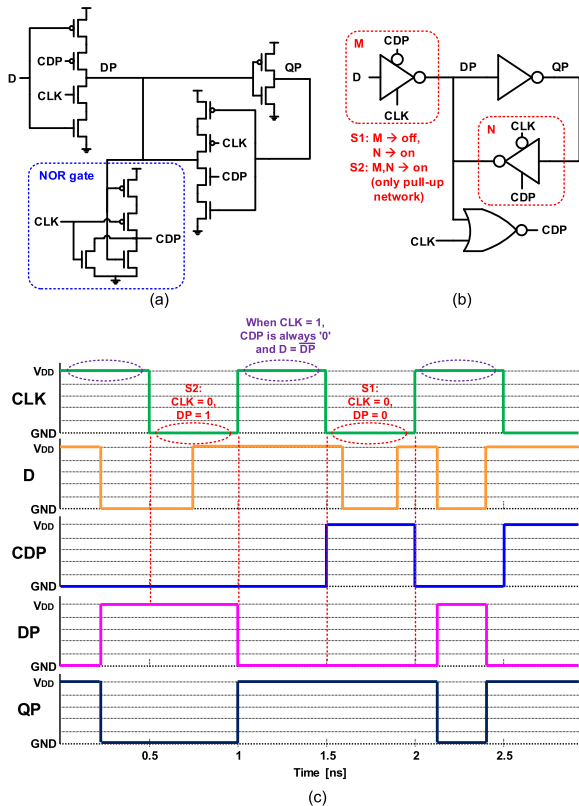 D
CDP
CLK
DP
QP
CLK
CDP
NOR gate
CLK
CDP
(a)
M
CDP
D
CLK
DP
QP
S1: M → off,
N → on
S2: M,N → on
(only pull-up
network)
N
CLK
CDP
CLK
CDP
(b)
When CLK = 1,
CDP is always '0'
and D = D̅P̅
VDD
CLK
GND
S2:
CLK = 0,
DP = 1
S1:
CLK = 0,
DP = 0
VDD
D
GND
VDD
CDP
GND
VDD
DP
GND
VDD
QP
GND
0.5 1 1.5 2 2.5
Time [ns]
(c)